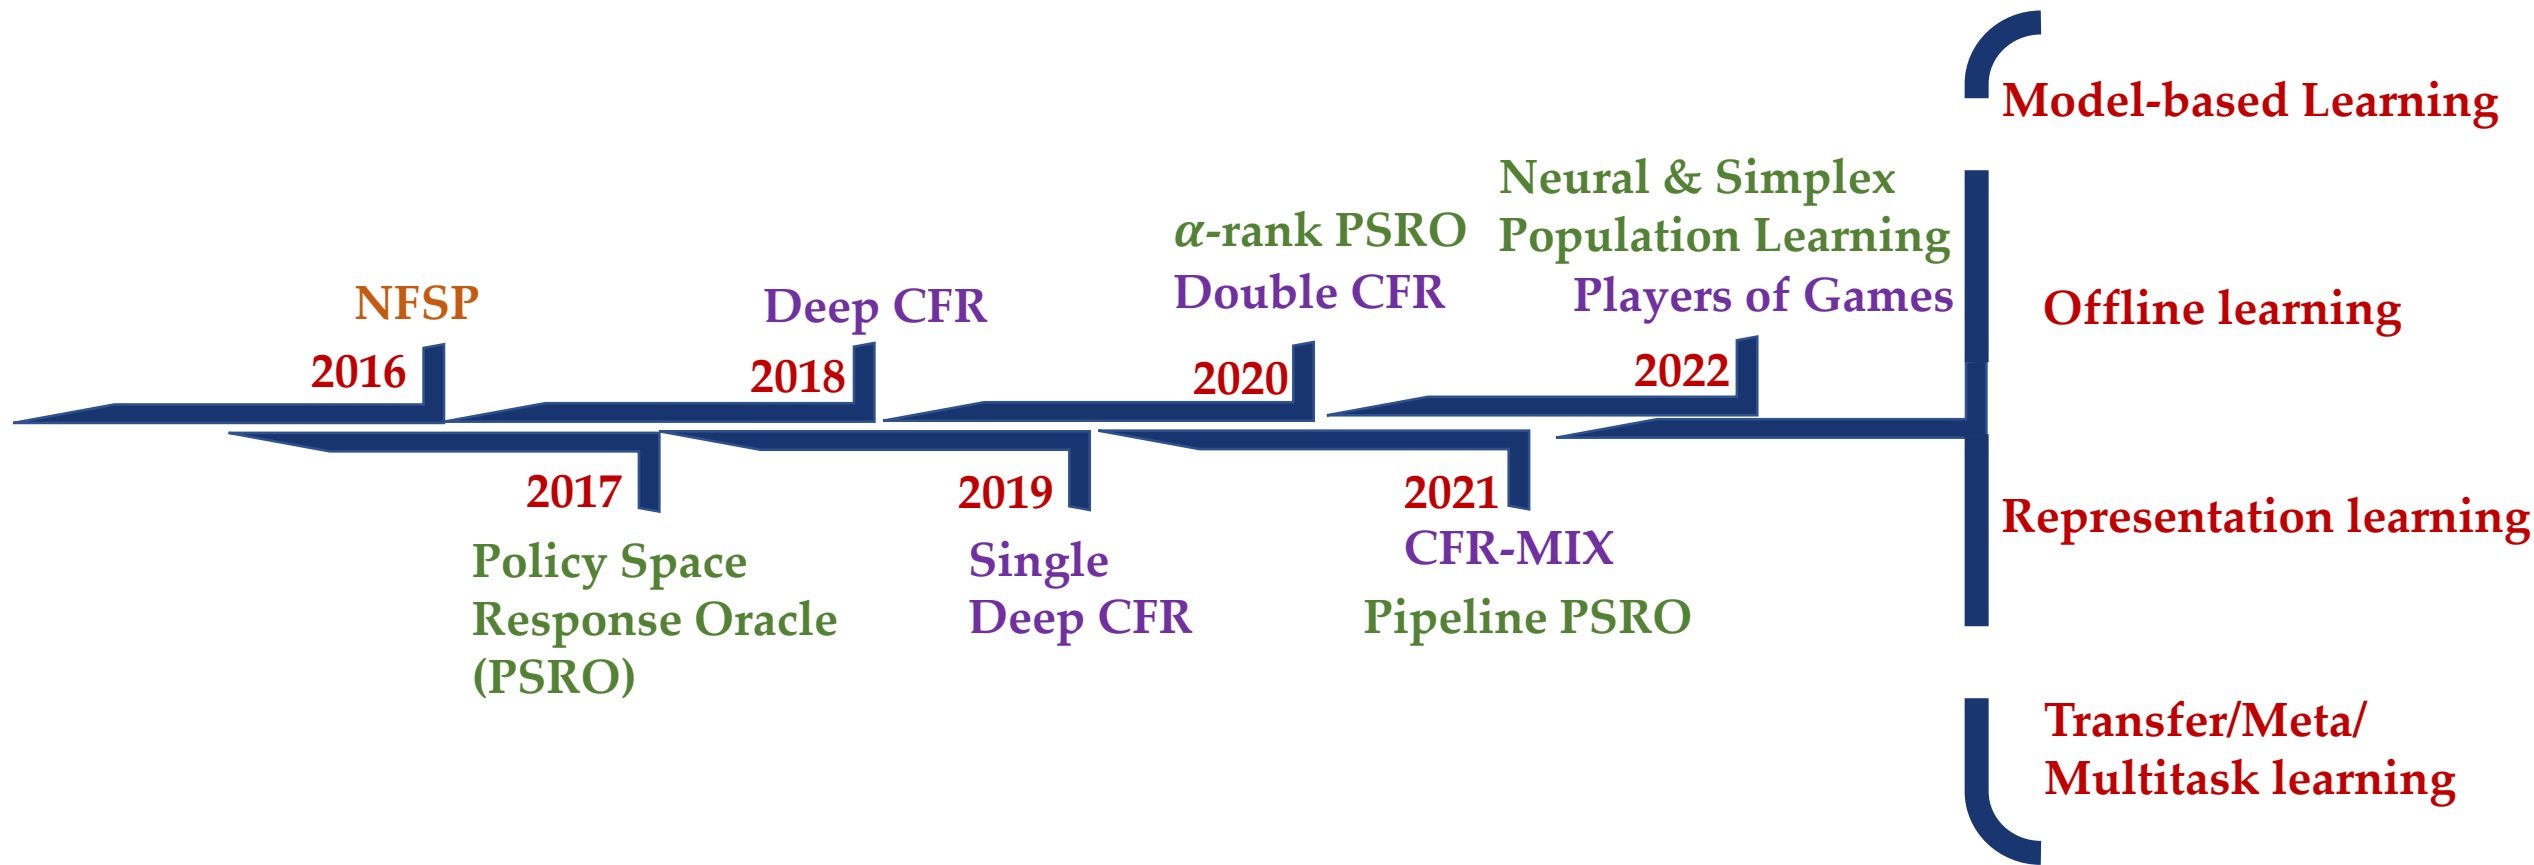 NFSP
2016
Policy Space
Response Oracle
(PSRO)
2017
Deep CFR
2018
2019
Single
Deep CFR
α-rank PSRO
Double CFR
2020
2021
CFR-MIX
Pipeline PSRO
Neural & Simplex
Population Learning
Players of Games
2022
Model-based Learning
Offline learning
Representation learning
Transfer/Meta/
Multitask learning